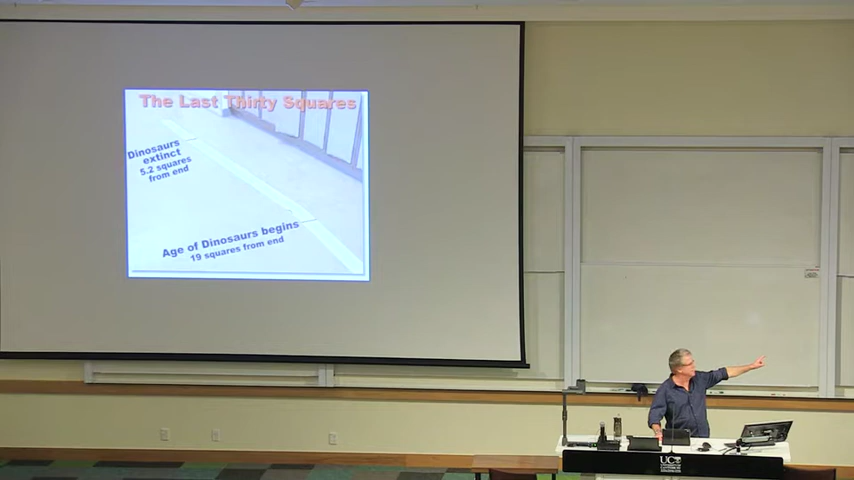 The Last Thirty Squares
Dinosaurs
extinct
5.2 squares
from end
Age of Dinosaurs begins
19 squares from end
UC